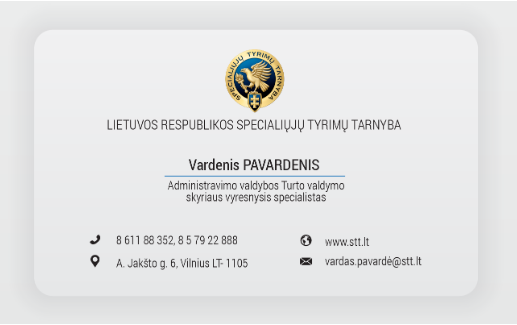 SPECIALIŲJŲ TYRIMŲ TARNYBA
LIETUVOS RESPUBLIKOS SPECIALIŲJŲ TYRIMŲ TARNYBA
Vardenis PAVARDENIS
Administravimo valdybos Turto valdymo
skyriaus vyresnysis specialistas
8 611 88 352, 8 5 79 22 888
www.stt.lt
A. Jakšto g. 6, Vilnius LT- 1105
vardas.pavardė@stt.lt